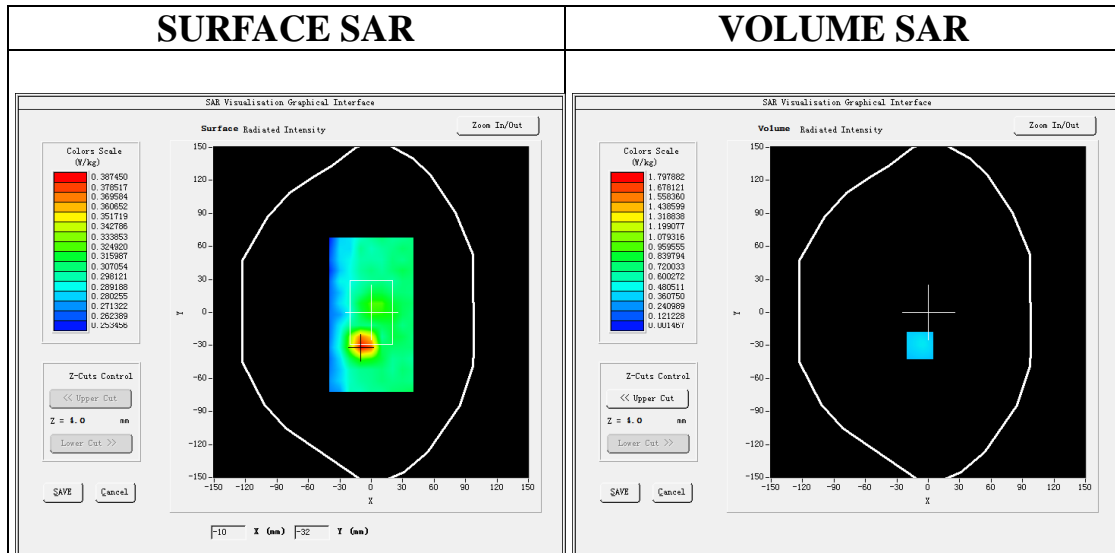 SURFACE SAR
VOLUME SAR
SAR Visualisation Graphical Interface
Surface Radiated Intensity
Zoom In/Out
Colors Scale
(W/kg)
0.387450
0.378517
0.369584
0.360652
0.351719
0.342786
0.333853
0.324920
0.315987
0.307054
0.298121
0.289188
0.280255
0.271322
0.262389
0.253456
Z-Cuts Control
<< Upper Cut
Z = 4.0 mm
Lower Cut >>
SAVE
Cancel
150
120
90
60
30
0
-30
-60
-90
-120
-150
Y
-150 -120 -90 -60 -30 0 30 60 90 120 150
X
-10 X (mm) -32 Y (mm)
SAR Visualisation Graphical Interface
Volume Radiated Intensity
Zoom In/Out
Colors Scale
(W/kg)
1.797882
1.678121
1.558360
1.438599
1.318838
1.199077
1.079316
0.959555
0.839794
0.720033
0.600272
0.480511
0.360750
0.240989
0.121228
0.001467
Z-Cuts Control
<< Upper Cut
Z = 4.0 mm
Lower Cut >>
SAVE
Cancel
150
120
90
60
30
0
-30
-60
-90
-120
-150
Y
-150 -120 -90 -60 -30 0 30 60 90 120 150
X